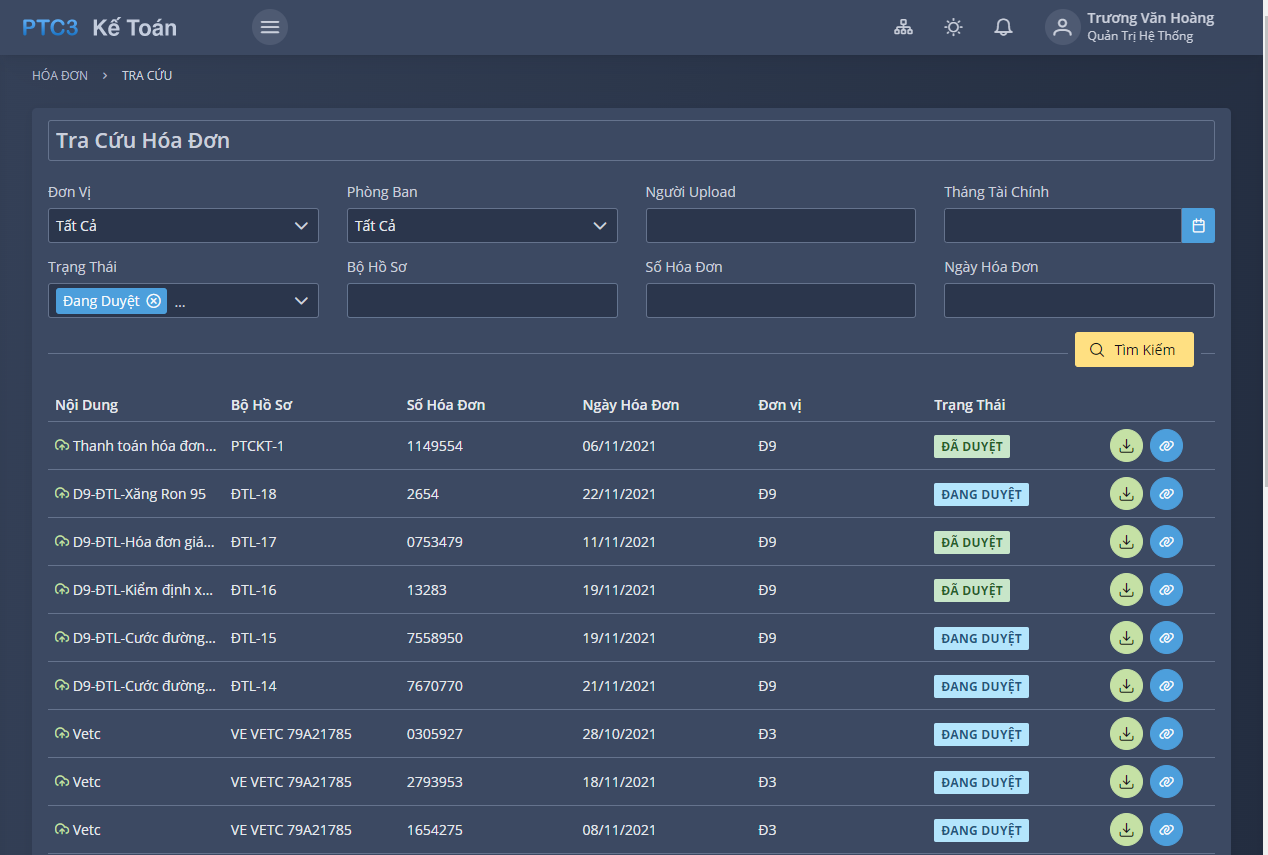 PTC3 Kế Toán
Trương Văn Hoàng
Quản Trị Hệ Thống
HÓA ĐƠN > TRA CỨU
Tra Cứu Hóa Đơn
Đơn Vị Phòng Ban Người Upload Tháng Tài Chính
Tất Cả Tất Cả
Trạng Thái Bộ Hồ Sơ Số Hóa Đơn Ngày Hóa Đơn
Đang Duyệt ...
Tìm Kiếm
Nội Dung Bộ Hồ Sơ Số Hóa Đơn Ngày Hóa Đơn Đơn vị Trạng Thái
Thanh toán hóa đơn... PTCKT-1 1149554 06/11/2021 Đ9 ĐÃ DUYỆT
D9-ĐTL-Xăng Ron 95 ĐTL-18 2654 22/11/2021 Đ9 ĐANG DUYỆT
D9-ĐTL-Hóa đơn giá... ĐTL-17 0753479 11/11/2021 Đ9 ĐÃ DUYỆT
D9-ĐTL-Kiểm định x... ĐTL-16 13283 19/11/2021 Đ9 ĐÃ DUYỆT
D9-ĐTL-Cước đường... ĐTL-15 7558950 19/11/2021 Đ9 ĐANG DUYỆT
D9-ĐTL-Cước đường... ĐTL-14 7670770 21/11/2021 Đ9 ĐANG DUYỆT
Vetc VE VETC 79A21785 0305927 28/10/2021 Đ3 ĐANG DUYỆT
Vetc VE VETC 79A21785 2793953 18/11/2021 Đ3 ĐANG DUYỆT
Vetc VE VETC 79A21785 1654275 08/11/2021 Đ3 ĐANG DUYỆT